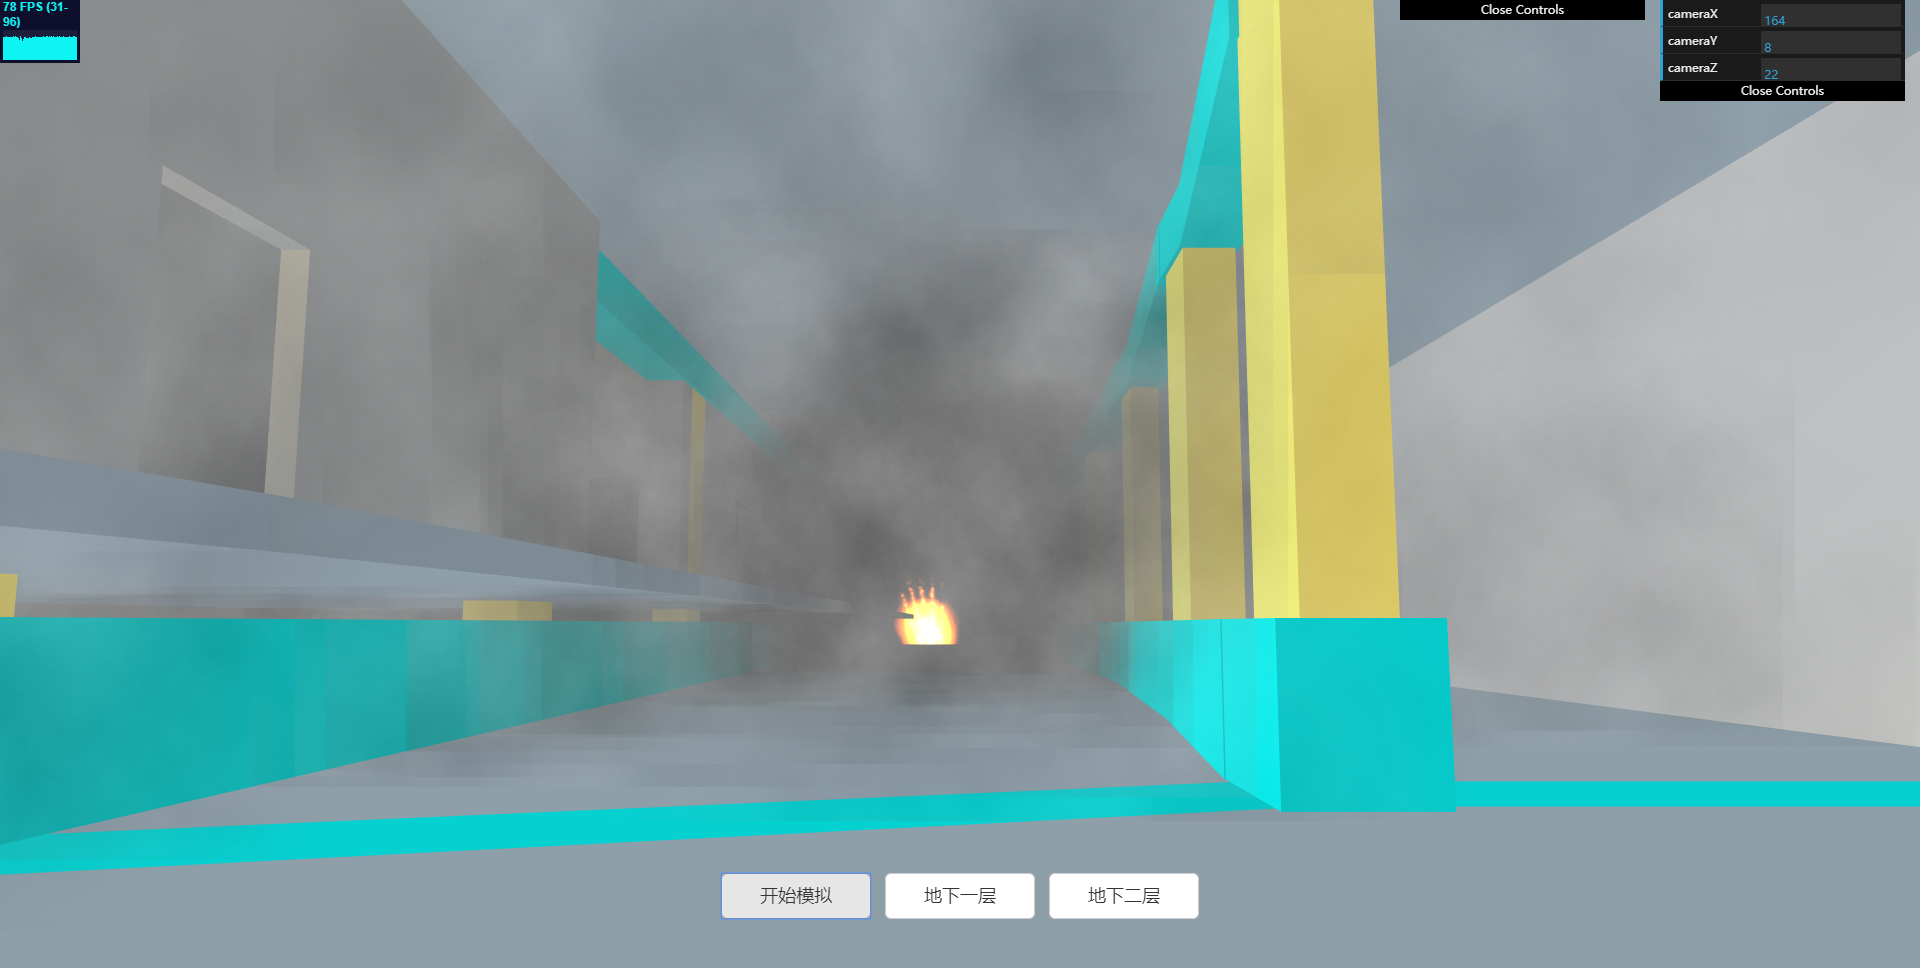 78 FPS (31-
96)
Close Controls
cameraX 164
cameraY 8
cameraZ 22
Close Controls
开始模拟 地下一层 地下二层